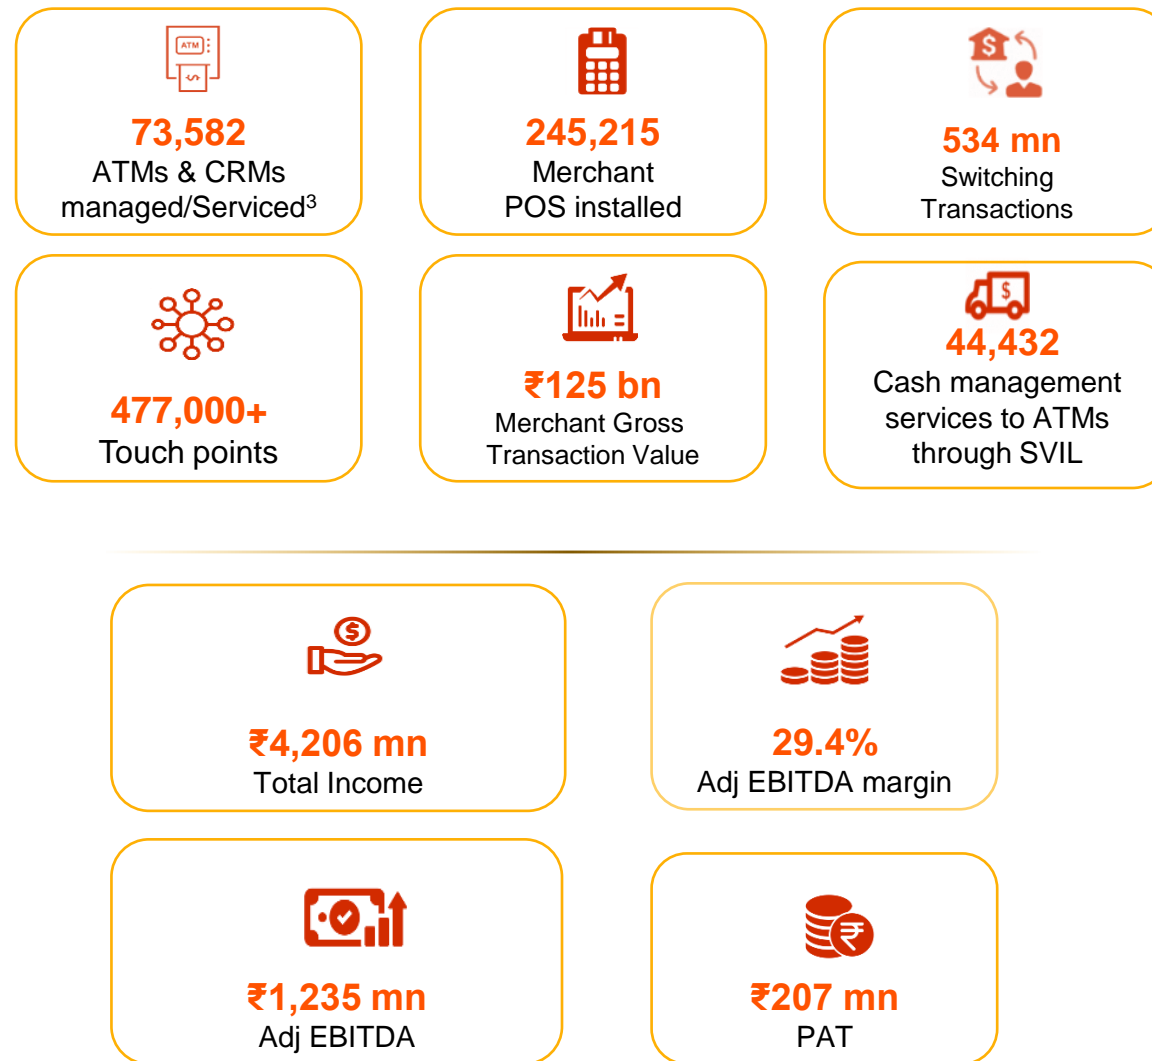 ATM
73,582
ATMs & CRMs
managed/Serviced³
245,215
Merchant
POS installed
534 mn
Switching
Transactions
477,000+
Touch points
₹125 bn
Merchant Gross
Transaction Value
44,432
Cash management
services to ATMs
through SVIL
₹4,206 mn
Total Income
29.4%
Adj EBITDA margin
₹1,235 mn
Adj EBITDA
₹207 mn
PAT